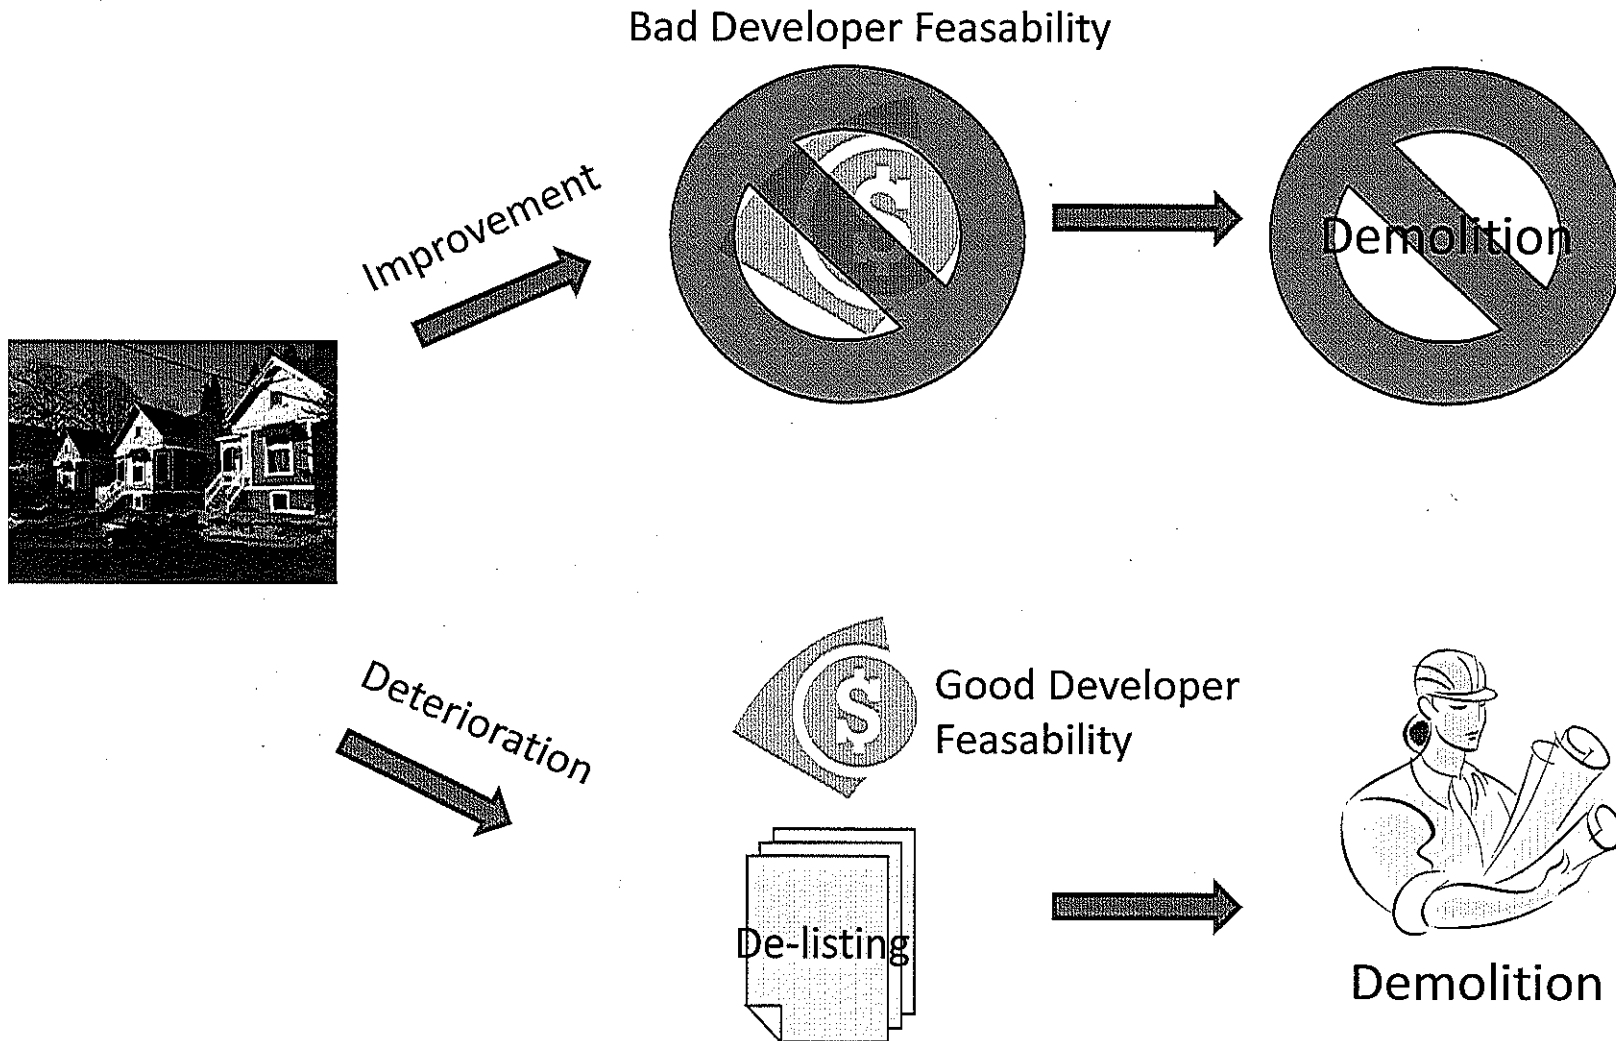 Bad Developer Feasability
Improvement
$
Demolition
Deterioration
$
Good Developer
Feasability
De-listing
Demolition